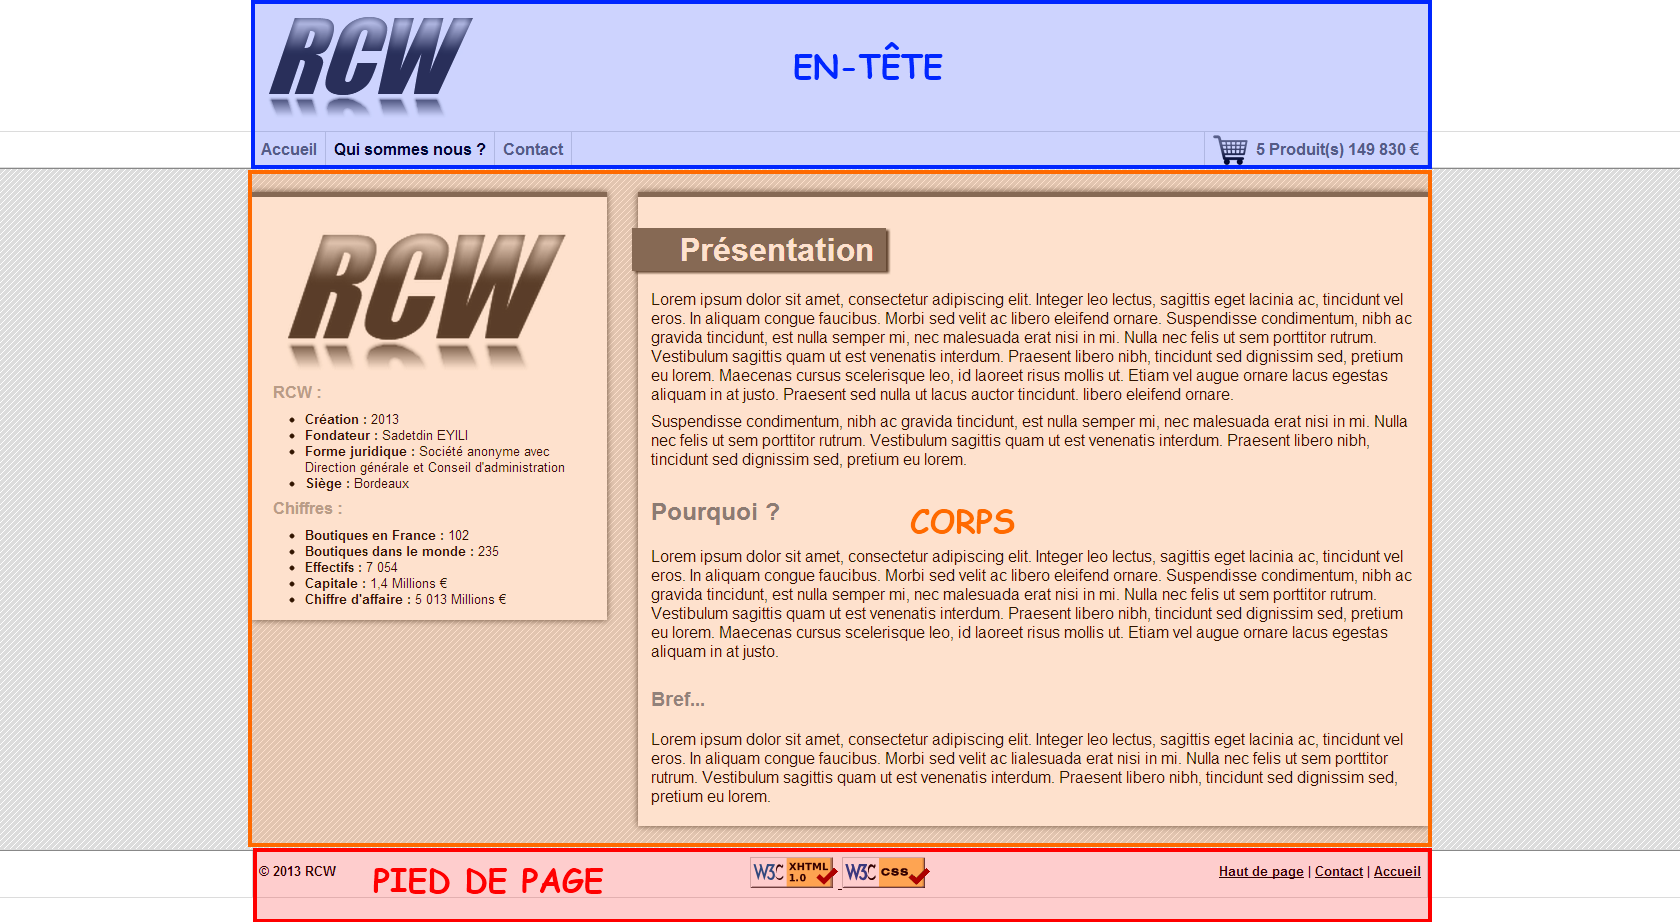 RCW
EN-TÊTE
Accueil
Qui sommes nous ?
Contact
5 Produit(s) 149 830 €
RCW
RCW :
Création : 2013
Fondateur : Sadetdin EYILI
Forme juridique : Société anonyme avec
Direction générale et Conseil d'administration
Siège : Bordeaux
Chiffres :
Boutiques en France : 102
Boutiques dans le monde : 235
Effectifs : 7 054
Capitale : 1,4 Millions €
Chiffre d'affaire : 5 013 Millions €
Présentation
Lorem ipsum dolor sit amet, consectetur adipiscing elit. Integer leo lectus, sagittis eget lacinia ac, tincidunt vel
eros. In aliquam congue faucibus. Morbi sed velit ac libero eleifend ornare. Suspendisse condimentum, nibh ac
gravida tincidunt, est nulla semper mi, nec malesuada erat nisi in mi. Nulla nec felis ut sem porttitor rutrum.
Vestibulum sagittis quam ut est venenatis interdum. Praesent libero nibh, tincidunt sed dignissim sed, pretium
eu lorem. Maecenas cursus scelerisque leo, id laoreet risus mollis ut. Etiam vel augue ornare lacus egestas
aliquam in at justo. Praesent sed nulla ut lacus auctor tincidunt. libero eleifend ornare.
Suspendisse condimentum, nibh ac gravida tincidunt, est nulla semper mi, nec malesuada erat nisi in mi. Nulla
nec felis ut sem porttitor rutrum. Vestibulum sagittis quam ut est venenatis interdum. Praesent libero nibh,
tincidunt sed dignissim sed, pretium eu lorem.
Pourquoi ?
CORPS
Lorem ipsum dolor sit amet, consectetur adipiscing elit. Integer leo lectus, sagittis eget lacinia ac, tincidunt vel
eros. In aliquam congue faucibus. Morbi sed velit ac libero eleifend ornare. Suspendisse condimentum, nibh ac
gravida tincidunt, est nulla semper mi, nec malesuada erat nisi in mi. Nulla nec felis ut sem porttitor rutrum.
Vestibulum sagittis quam ut est venenatis interdum. Praesent libero nibh, tincidunt sed dignissim sed, pretium
eu lorem. Maecenas cursus scelerisque leo, id laoreet risus mollis ut. Etiam vel augue ornare lacus egestas
aliquam in at justo.
Bref...
Lorem ipsum dolor sit amet, consectetur adipiscing elit. Integer leo lectus, sagittis eget lacinia ac, tincidunt vel
eros. In aliquam congue faucibus. Morbi sed velit ac lialesuada erat nisi in mi. Nulla nec felis ut sem porttitor
rutrum. Vestibulum sagittis quam ut est venenatis interdum. Praesent libero nibh, tincidunt sed dignissim sed,
pretium eu lorem.
© 2013 RCW
PIED DE PAGE
W3C XHTML 1.0
W3C css
Haut de page | Contact | Accueil